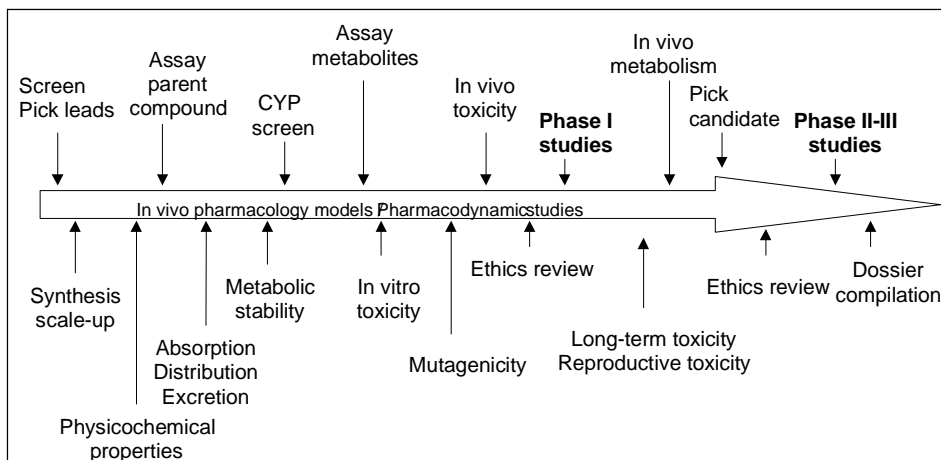 Screen
Pick leads
Assay
parent
compound
CYP
screen
Assay
metabolites
In vivo
toxicity
Phase I
studies
In vivo
metabolism
Pick
candidate
Phase II-III
studies
In vivo pharmacology models / Pharmacodynamic studies
Synthesis
scale-up
Physicochemical
properties
Absorption
Distribution
Excretion
Metabolic
stability
In vitro
toxicity
Mutagenicity
Ethics review
Long-term toxicity
Reproductive toxicity
Ethics review
Dossier
compilation